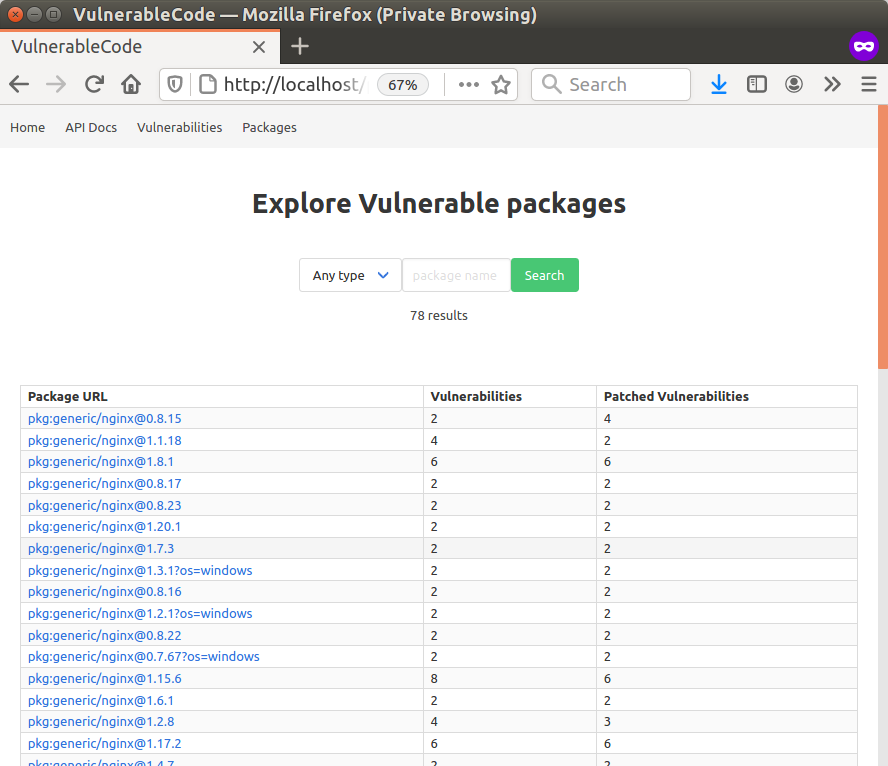 VulnerableCode — Mozilla Firefox (Private Browsing)
VulnerableCode
http://localhost/ 67% Search
Home API Docs Vulnerabilities Packages
Explore Vulnerable packages
Any type package name Search
78 results
Package URL Vulnerabilities Patched Vulnerabilities
pkg:generic/nginx@0.8.15 2 4
pkg:generic/nginx@1.1.18 4 2
pkg:generic/nginx@1.8.1 6 6
pkg:generic/nginx@0.8.17 2 2
pkg:generic/nginx@0.8.23 2 2
pkg:generic/nginx@1.20.1 2 2
pkg:generic/nginx@1.7.3 2 2
pkg:generic/nginx@1.3.1?os=windows 2 2
pkg:generic/nginx@0.8.16 2 2
pkg:generic/nginx@1.2.1?os=windows 2 2
pkg:generic/nginx@0.8.22 2 2
pkg:generic/nginx@0.7.67?os=windows 2 2
pkg:generic/nginx@1.15.6 8 6
pkg:generic/nginx@1.6.1 2 2
pkg:generic/nginx@1.2.8 4 3
pkg:generic/nginx@1.17.2 6 6
pkg:generic/nginx@1.4.7 2 2